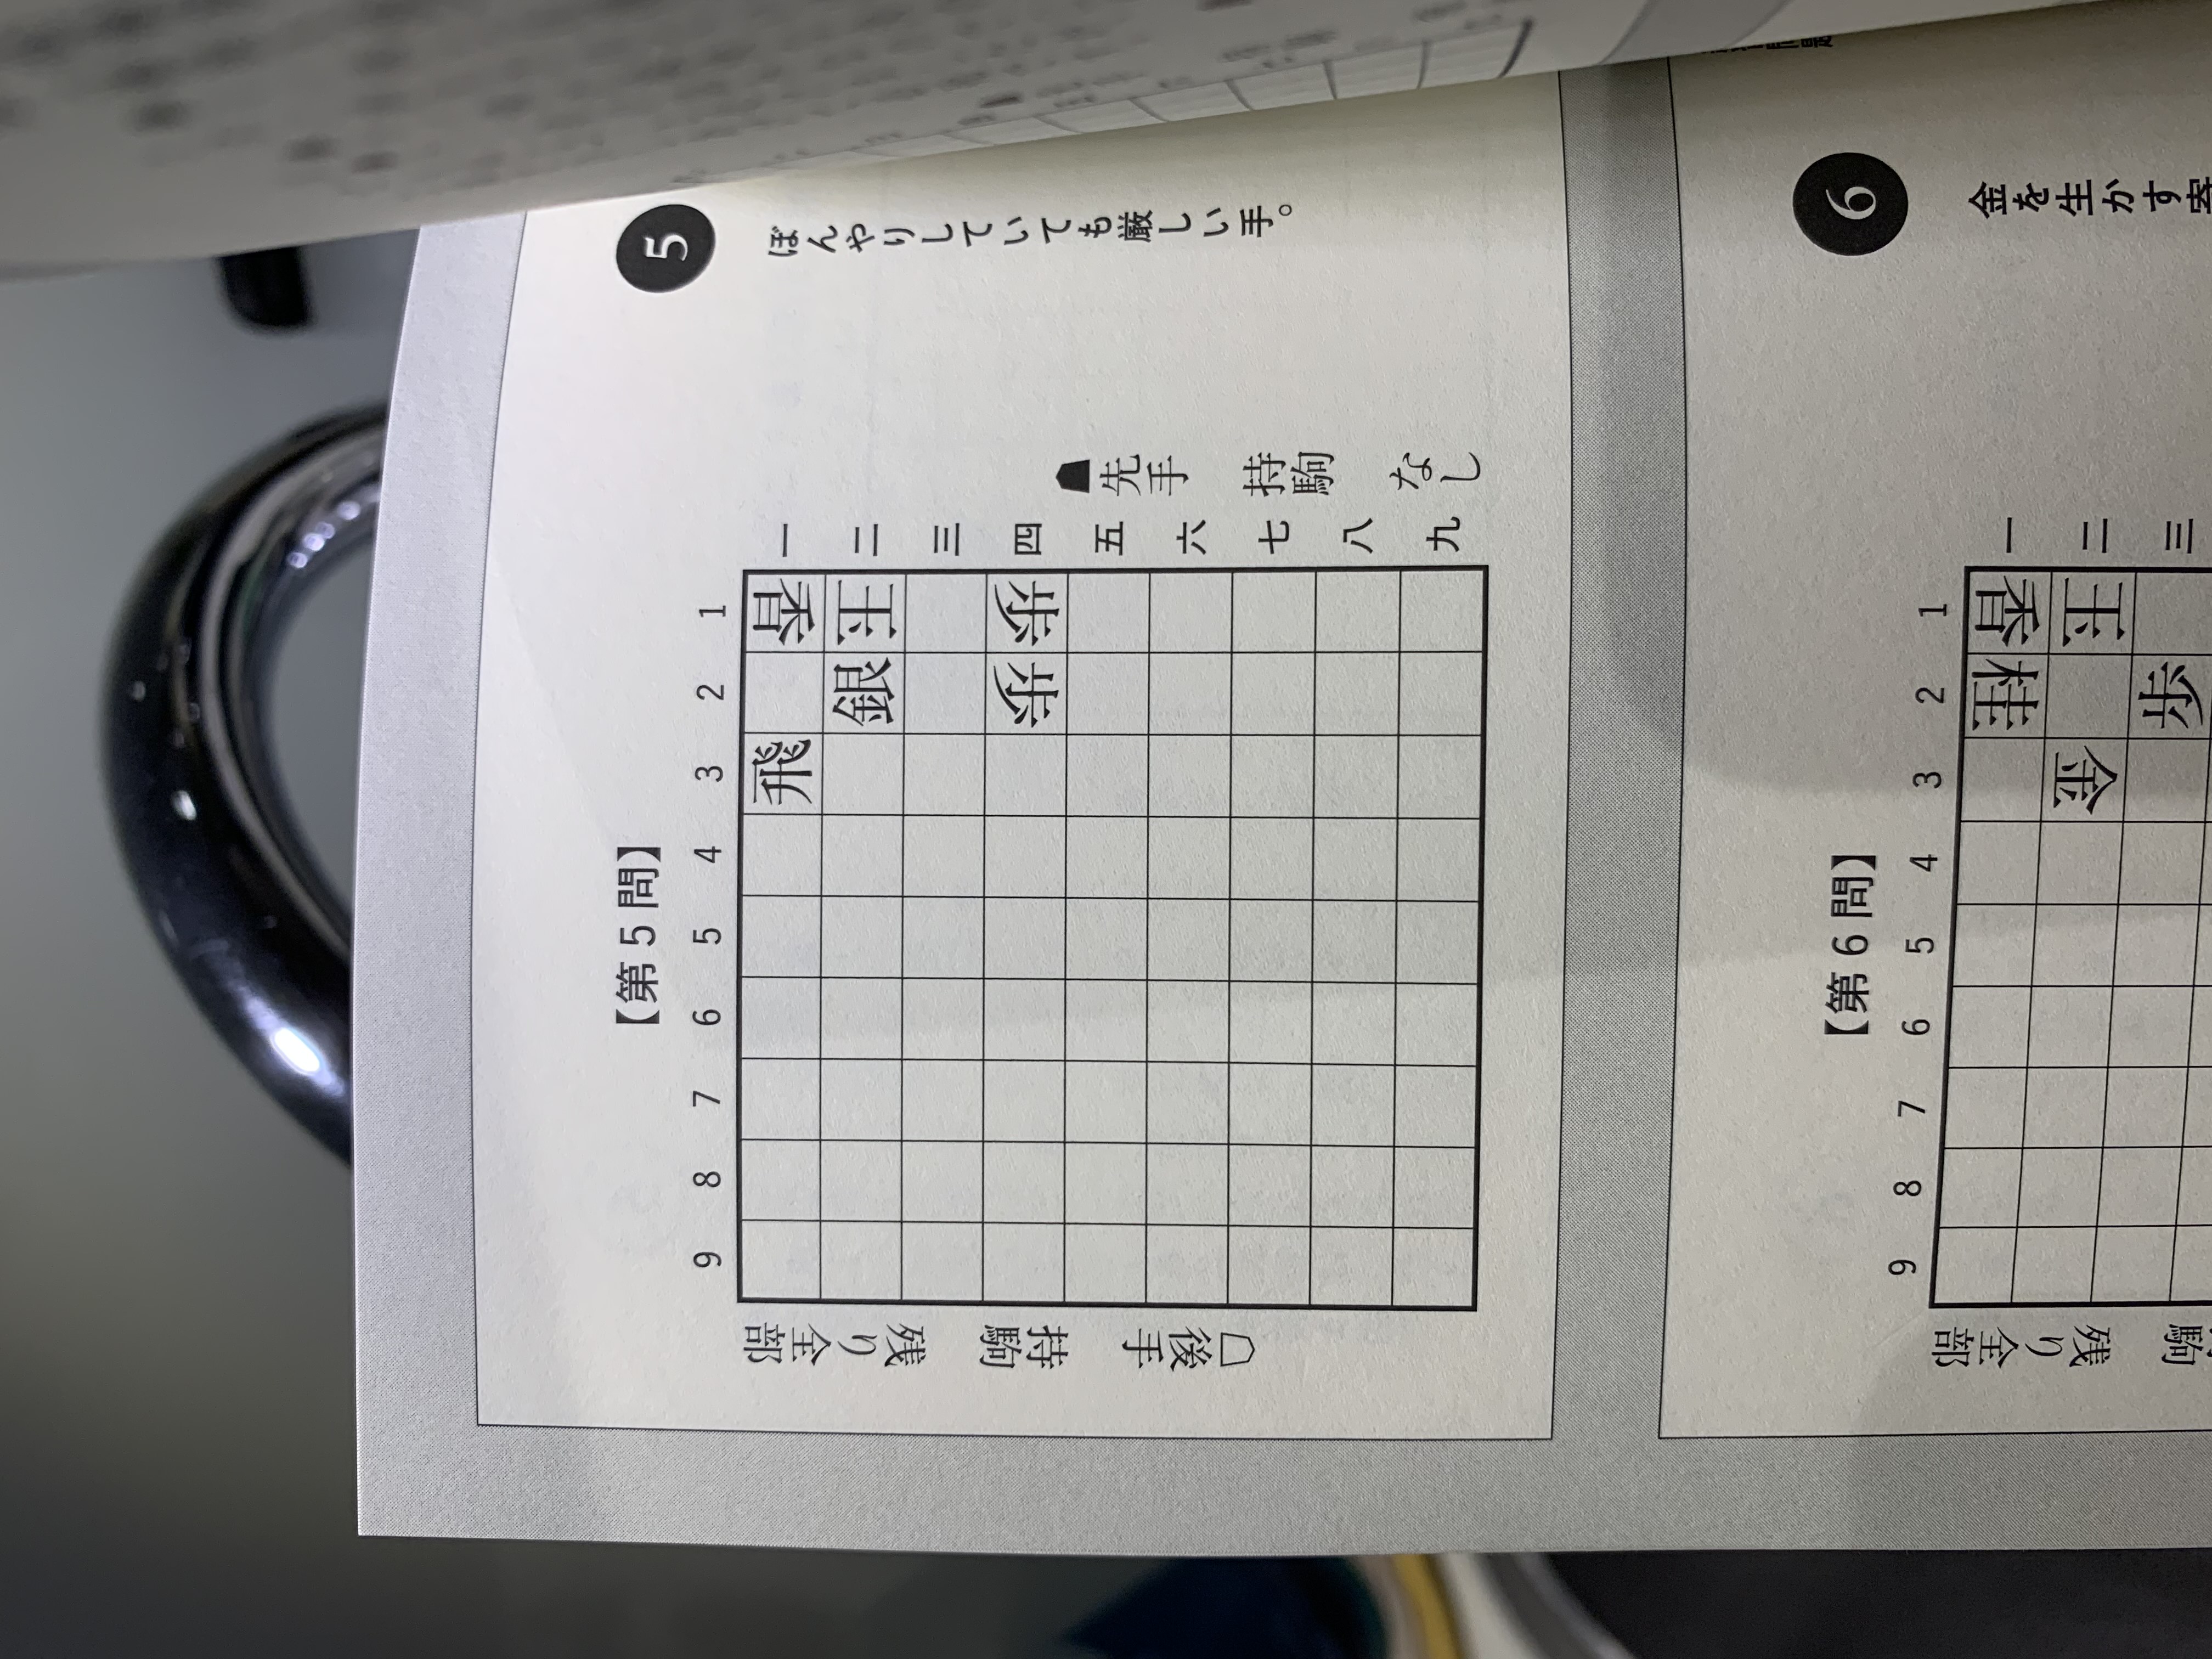 5
ぼんやりしていても厳しい手。
【第5問】
9 8 7 6 5 4 3 2 1
飛 香 一
銀 王 二
三
歩 歩 四
五
六
七
八
九
☗先手 持駒 なし
☖後手 持駒 残り全部
6
金を生かす寄
【第6問】
9 8 7 6 5 4 3 2 1
桂 香 一
金 王 二
歩 三
駒 残り全部